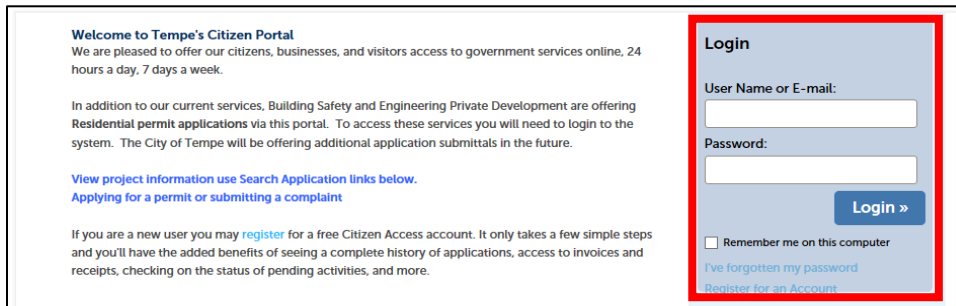 Welcome to Tempe's Citizen Portal
We are pleased to offer our citizens, businesses, and visitors access to government services online, 24
hours a day, 7 days a week.
In addition to our current services, Building Safety and Engineering Private Development are offering
Residential permit applications via this portal.  To access these services you will need to login to the
system.  The City of Tempe will be offering additional application submittals in the future.
View project information use Search Application links below.
Applying for a permit or submitting a complaint
If you are a new user you may register for a free Citizen Access account. It only takes a few simple steps
and you'll have the added benefits of seeing a complete history of applications, access to invoices and
receipts, checking on the status of pending activities, and more.
Login
User Name or E-mail:
Password:
Login »
Remember me on this computer
I've forgotten my password
Register for an Account